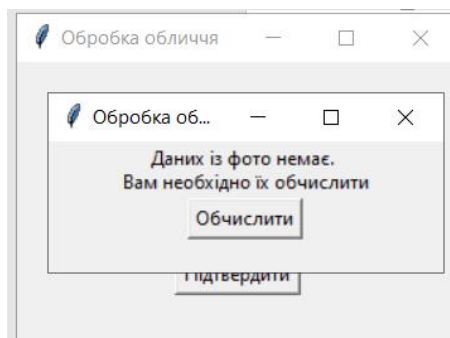 Обробка обличчя
Обробка об...
Даних із фото немає.
Вам необхідно їх обчислити
Обчислити
Підтвердити